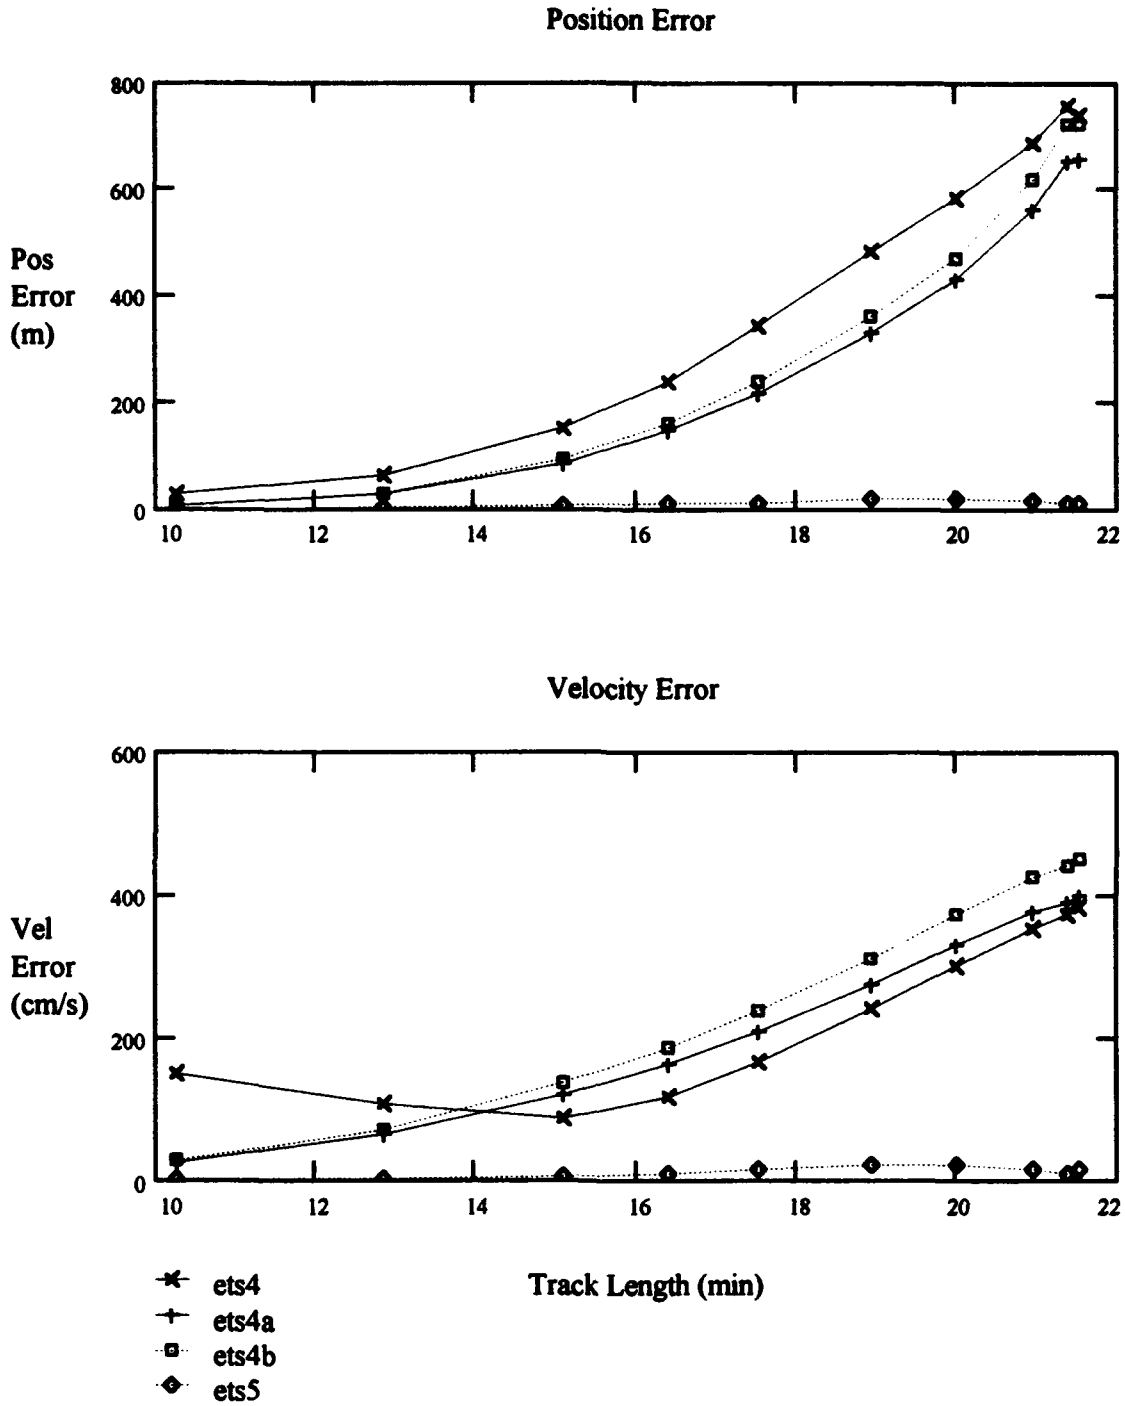 Position Error
800
600
400
200
0
Pos
Error
(m)
10 12 14 16 18 20 22
Velocity Error
600
400
200
0
Vel
Error
(cm/s)
10 12 14 16 18 20 22
Track Length (min)
ets4
ets4a
ets4b
ets5